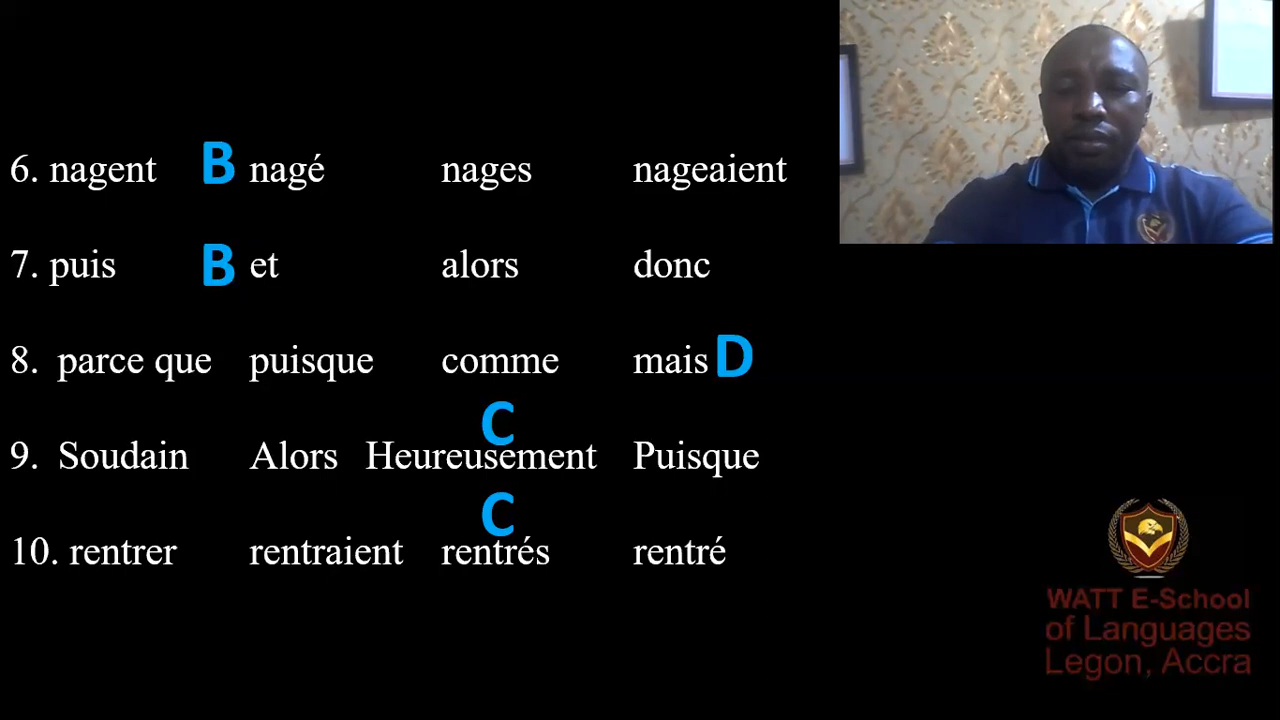 6. nagent B nagé nages nageaient
7. puis B et alors donc
8. parce que puisque comme mais D
C
9. Soudain Alors Heureusement Puisque
C
10. rentrer rentraient rentrés rentré
WATT E-School
of Languages
Legon, Accra